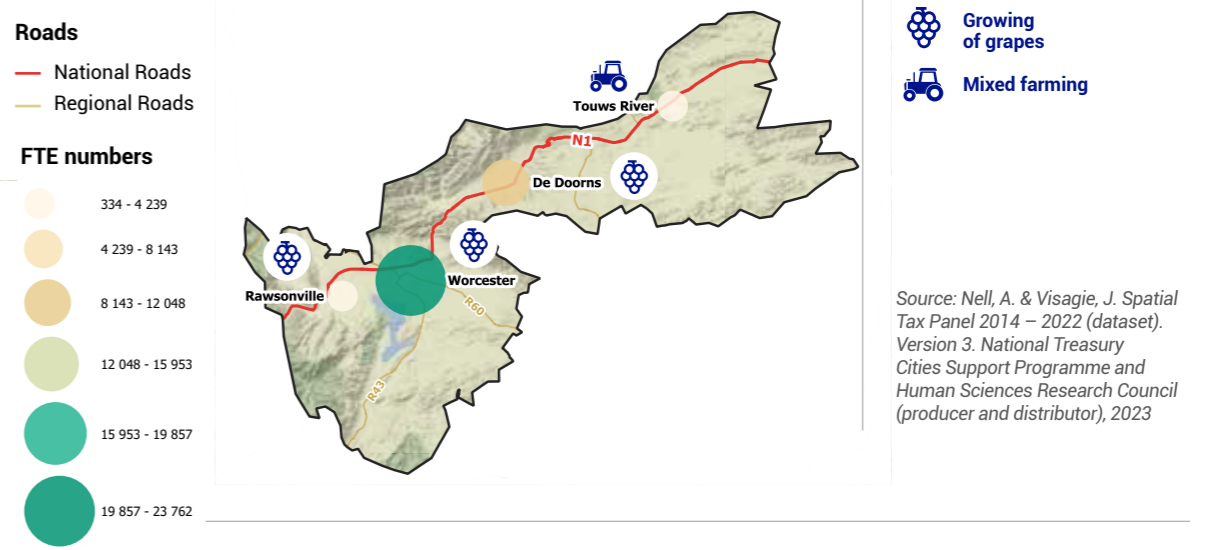 Roads
National Roads
Regional Roads
FTE numbers
334 - 4 239
4 239 - 8 143
8 143 - 12 048
12 048 - 15 953
15 953 - 19 857
19 857 - 23 762
Touws River
N1
De Doorns
Worcester
Rawsonville
R60
R43
Growing
of grapes
Mixed farming
Source: Nell, A. & Visagie, J. Spatial
Tax Panel 2014 – 2022 (dataset).
Version 3. National Treasury
Cities Support Programme and
Human Sciences Research Council
(producer and distributor), 2023